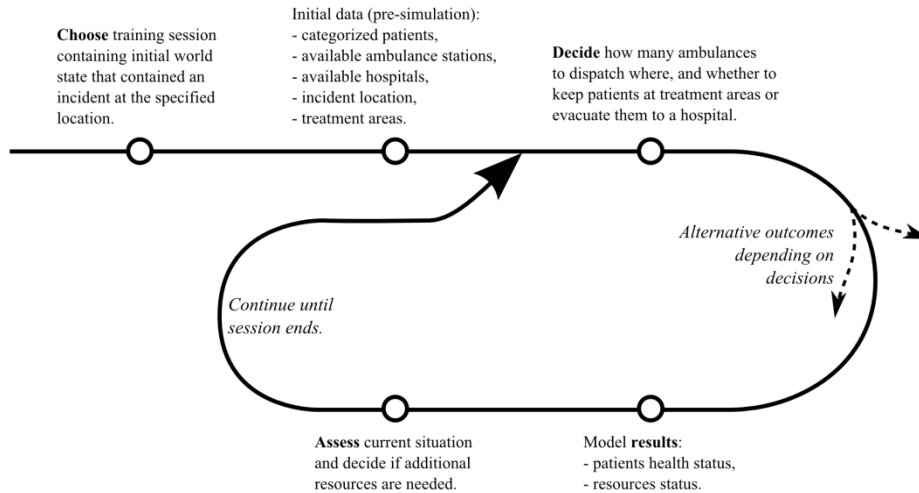 Choose training session
containing initial world
state that contained an
incident at the specified
location.
Initial data (pre-simulation):
- categorized patients,
- available ambulance stations,
- available hospitals,
- incident location,
- treatment areas.
Decide how many ambulances
to dispatch where, and whether to
keep patients at treatment areas or
evacuate them to a hospital.
Alternative outcomes
depending on
decisions
Continue until
session ends.
Assess current situation
and decide if additional
resources are needed.
Model results:
- patients health status,
- resources status.